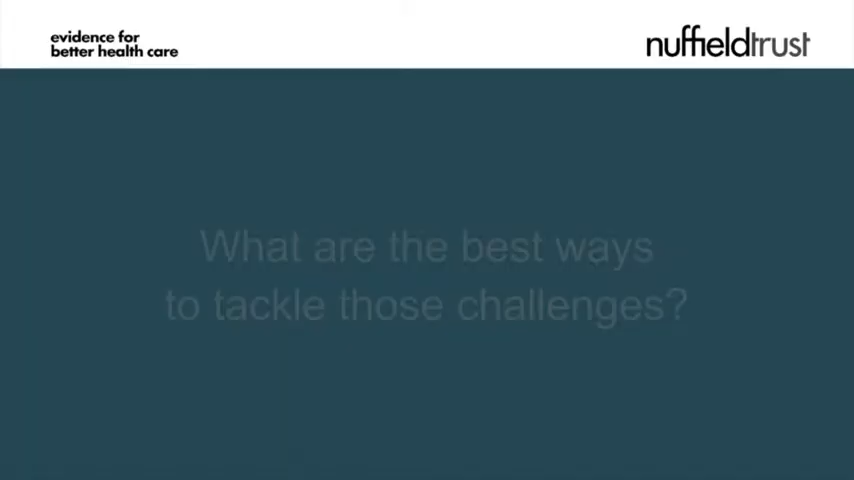 evidence for
better health care
nuffieldtrust
What are the best ways
to tackle those challenges?